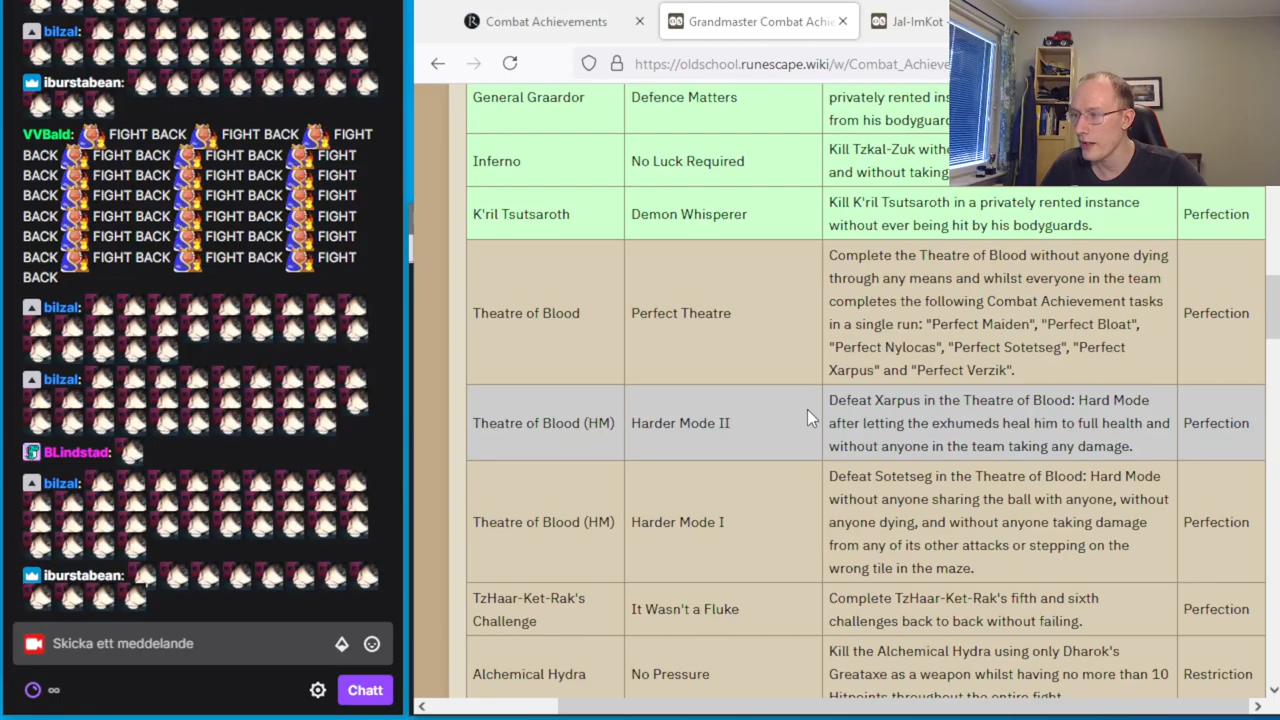 bilzal:
iburstabean:
VVBald: FIGHT BACK FIGHT BACK FIGHT
BACK FIGHT BACK FIGHT BACK FIGHT
BACK FIGHT BACK FIGHT BACK FIGHT
BACK FIGHT BACK FIGHT BACK FIGHT
BACK FIGHT BACK FIGHT BACK FIGHT
BACK FIGHT BACK FIGHT BACK FIGHT
BACK FIGHT BACK FIGHT BACK FIGHT
BACK
bilzal:
bilzal:
BLindstad:
bilzal:
iburstabean:
Skicka ett meddelande
∞
Chatt
Combat Achievements
Grandmaster Combat Achie
Jal-ImKot
https://oldschool.runescape.wiki/w/Combat_Achieve
General Graardor
Defence Matters
privately rented ins
from his bodyguard
Inferno
No Luck Required
Kill Tzkal-Zuk witho
and without taking
K'ril Tsutsaroth
Demon Whisperer
Kill K'ril Tsutsaroth in a privately rented instance
without ever being hit by his bodyguards.
Perfection
Theatre of Blood
Perfect Theatre
Complete the Theatre of Blood without anyone dying
through any means and whilst everyone in the team
completes the following Combat Achievement tasks
in a single run: "Perfect Maiden", "Perfect Bloat",
"Perfect Nylocas", "Perfect Sotetseg", "Perfect
Xarpus" and "Perfect Verzik".
Perfection
Theatre of Blood (HM)
Harder Mode II
Defeat Xarpus in the Theatre of Blood: Hard Mode
after letting the exhumeds heal him to full health and
without anyone in the team taking any damage.
Perfection
Theatre of Blood (HM)
Harder Mode I
Defeat Sotetseg in the Theatre of Blood: Hard Mode
without anyone sharing the ball with anyone, without
anyone dying, and without anyone taking damage
from any of its other attacks or stepping on the
wrong tile in the maze.
Perfection
TzHaar-Ket-Rak's
Challenge
It Wasn't a Fluke
Complete TzHaar-Ket-Rak's fifth and sixth
challenges back to back without failing.
Perfection
Alchemical Hydra
No Pressure
Kill the Alchemical Hydra using only Dharok's
Greataxe as a weapon whilst having no more than 10
Hitpoints throughout the entire fight.
Restriction